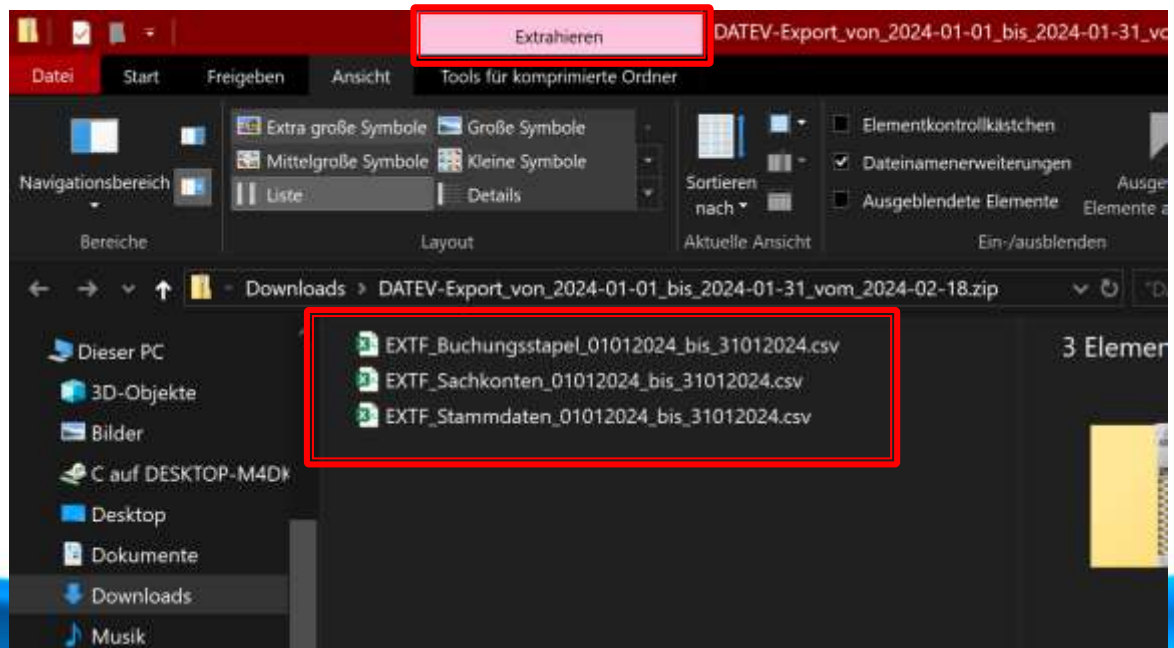 Extrahieren
DATEV-Export_von_2024-01-01_bis_2024-01-31_vo
Datei Start Freigeben Ansicht Tools für komprimierte Ordner
Extra große Symbole Große Symbole
Mittelgroße Symbole Kleine Symbole
Liste Details
Navigationsbereich
Sortieren
nach
Elementkontrollkästchen
Dateinamenerweiterungen
Ausgeblendete Elemente
Ausge
Elemente a
Bereiche Layout Aktuelle Ansicht Ein-/ausblenden
Downloads > DATEV-Export_von_2024-01-01_bis_2024-01-31_vom_2024-02-18.zip
Dieser PC
3D-Objekte
Bilder
C auf DESKTOP-M4DK
Desktop
Dokumente
Downloads
Musik
EXTF_Buchungsstapel_01012024_bis_31012024.csv
EXTF_Sachkonten_01012024_bis_31012024.csv
EXTF_Stammdaten_01012024_bis_31012024.csv
3 Elemen